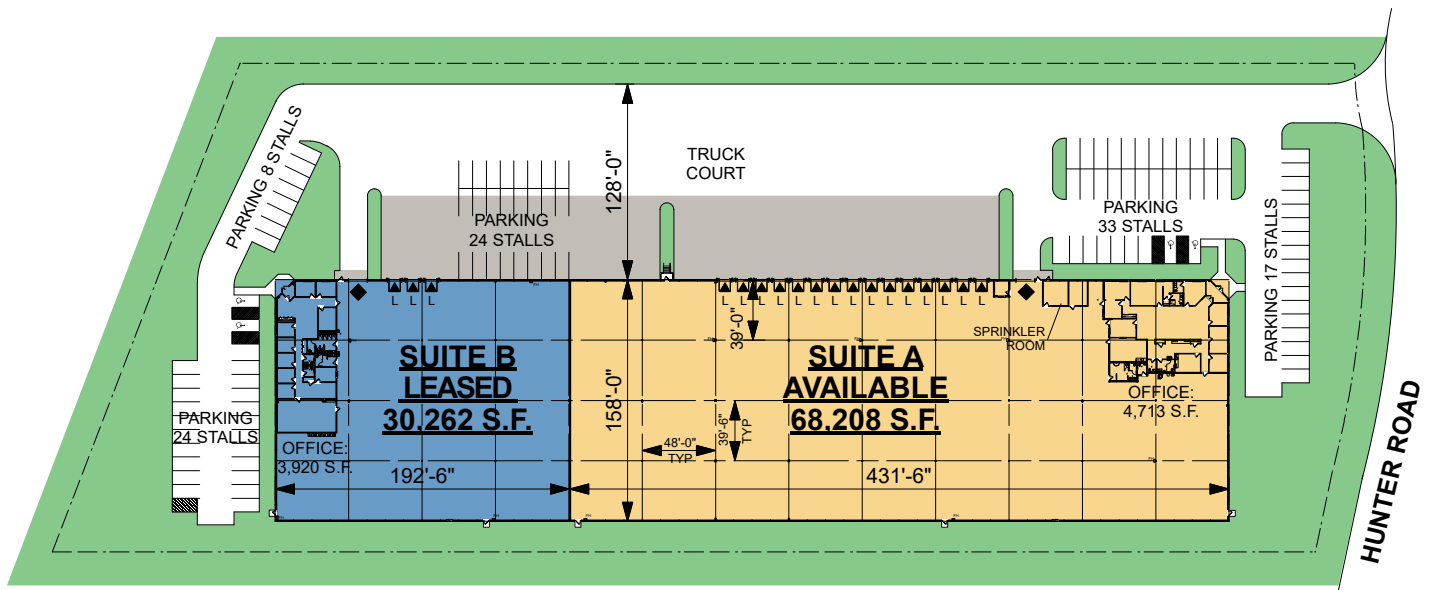 PARKING 8 STALLS
128'-0"
TRUCK
COURT
PARKING
24 STALLS
PARKING
33 STALLS
PARKING 17 STALLS
L L L
L L L L L L L L L L L L L L L
39'-0"
SPRINKLER
ROOM
SUITE B
LEASED
30,262 S.F.
158'-0"
SUITE A
AVAILABLE
68,208 S.F.
OFFICE:
4,713 S.F.
PARKING
24 STALLS
OFFICE:
3,920 S.F.
48'-0"
TYP
39'-6"
TYP
192'-6"
431'-6"
HUNTER ROAD